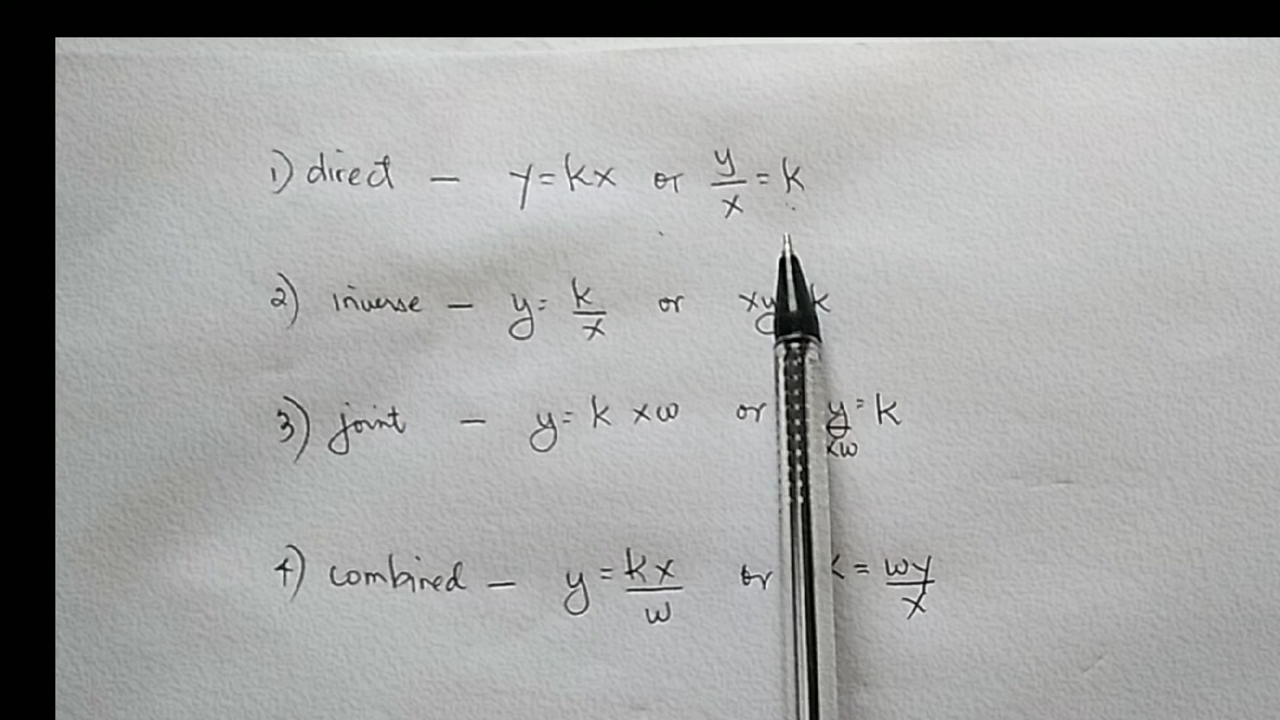 1) direct - y=kx or y/x = k
2) inverse - y= k/x or xy k
3) joint - y= k xw or y/xw = k
4) combined - y = kx/w or = wy/x